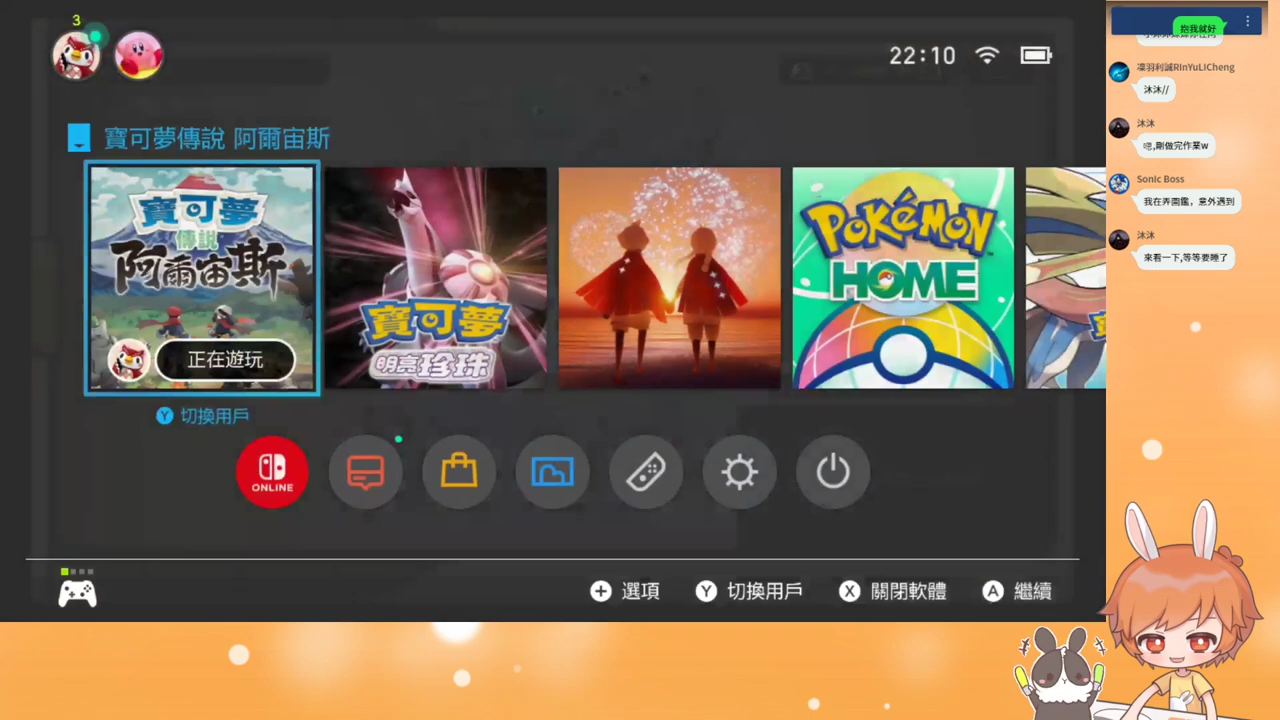 3
22:10
寶可夢傳說 阿爾宙斯
寶可夢
傳說
阿爾宙斯
正在遊玩
寶可夢
明亮珍珠
Pokémon
HOME
Y 切換用戶
ONLINE
+ 選項
Y 切換用戶
X 關閉軟體
A 繼續
抱我就好
凜羽利誠RInYuLICheng
沐沐//
沐沐
嗯,剛做完作業w
Sonic Boss
我在弄圖鑑，意外遇到
沐沐
來看一下,等等要睡了